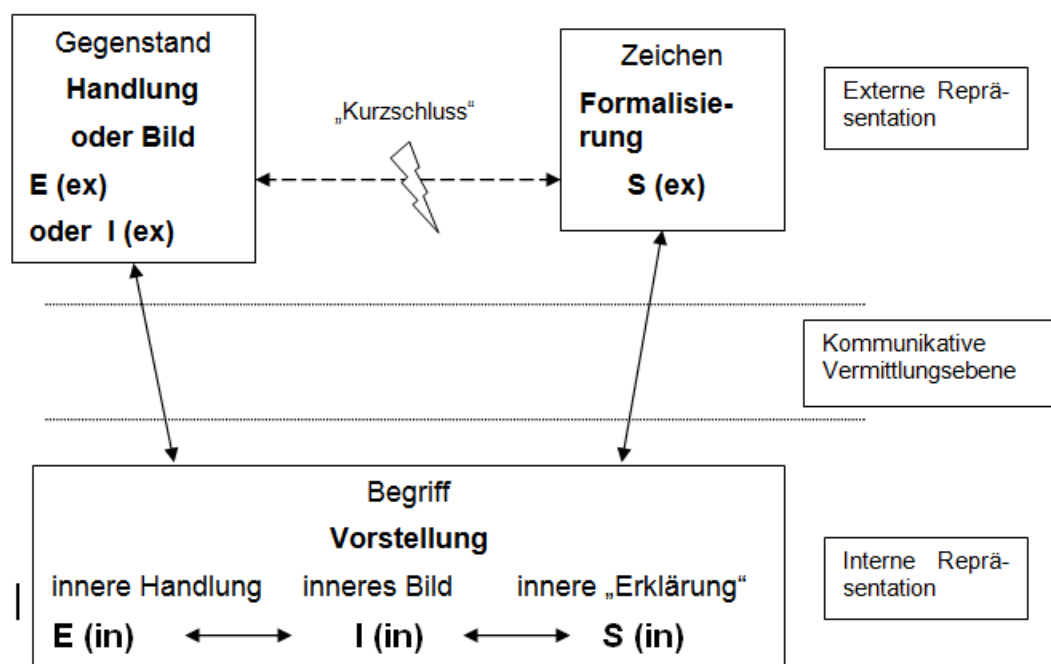 Gegenstand
Handlung
oder Bild
E (ex)
oder I (ex)
„Kurzschluss“
Zeichen
Formalisie-
rung
S (ex)
Externe Reprä-
sentation
Kommunikative
Vermittlungsebene
Begriff
Vorstellung
innere Handlung inneres Bild innere „Erklärung“
E (in) I (in) S (in)
Interne Reprä-
sentation